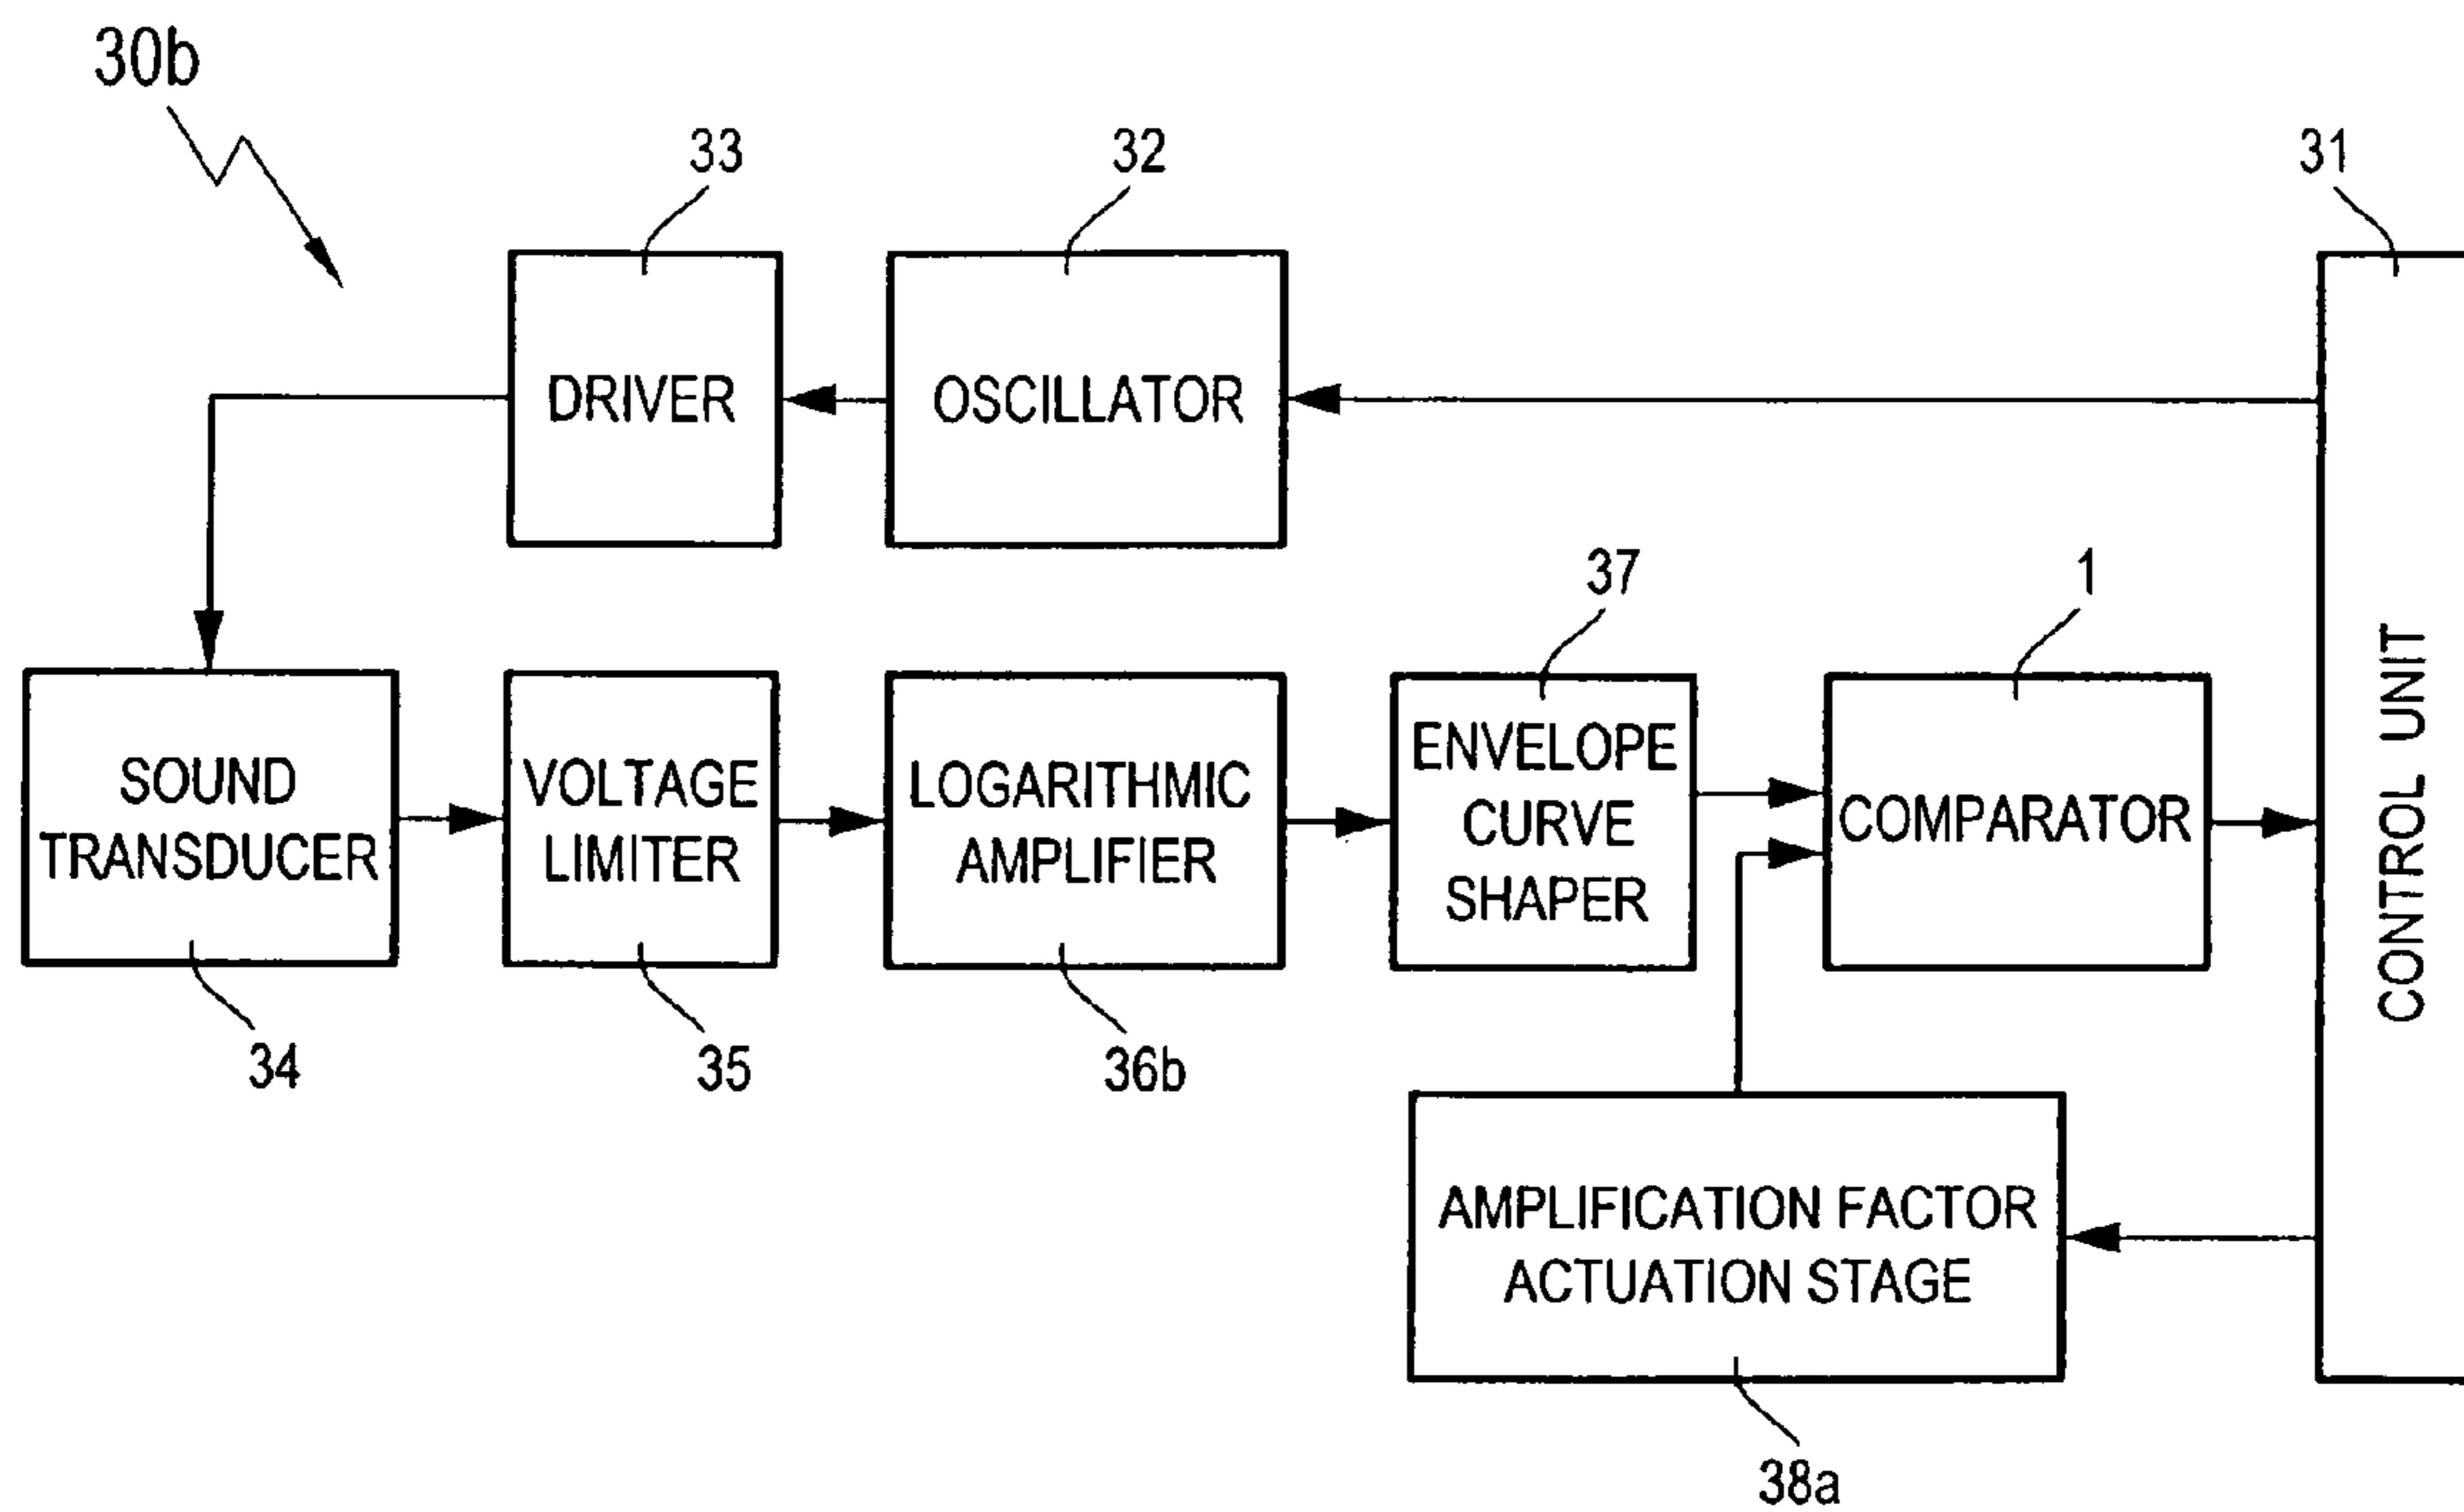 30b
33
32
31
DRIVER
OSCILLATOR
37
1
SOUND
TRANSDUCER
VOLTAGE
LIMITER
LOGARITHMIC
AMPLIFIER
ENVELOPE
CURVE
SHAPER
COMPARATOR
CONTROL UNIT
34
35
36b
AMPLIFICATION FACTOR
ACTUATION STAGE
38a